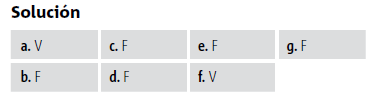 Solución
a. V c. F e. F g. F
b. F d. F f. V